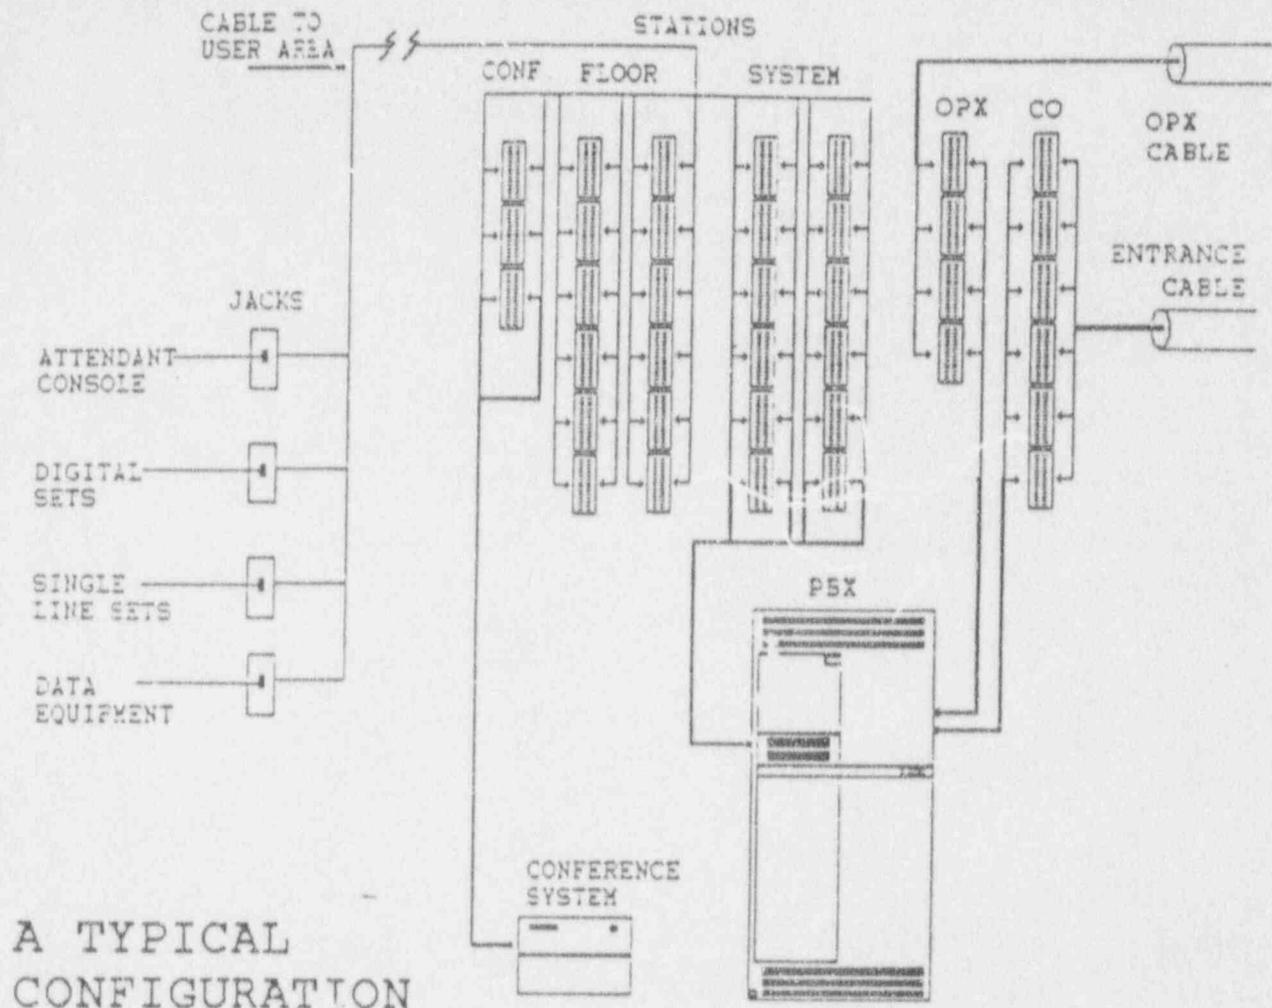 CABLE TO
USER AREA
STATIONS
CONF
FLOOR
SYSTEM
OPX
CO
OPX
CABLE
ENTRANCE
CABLE
JACKS
ATTENDANT
CONSOLE
DIGITAL
SETS
SINGLE
LINE SETS
DATA
EQUIPMENT
PBX
CONFERENCE
SYSTEM
A TYPICAL
CONFIGURATION